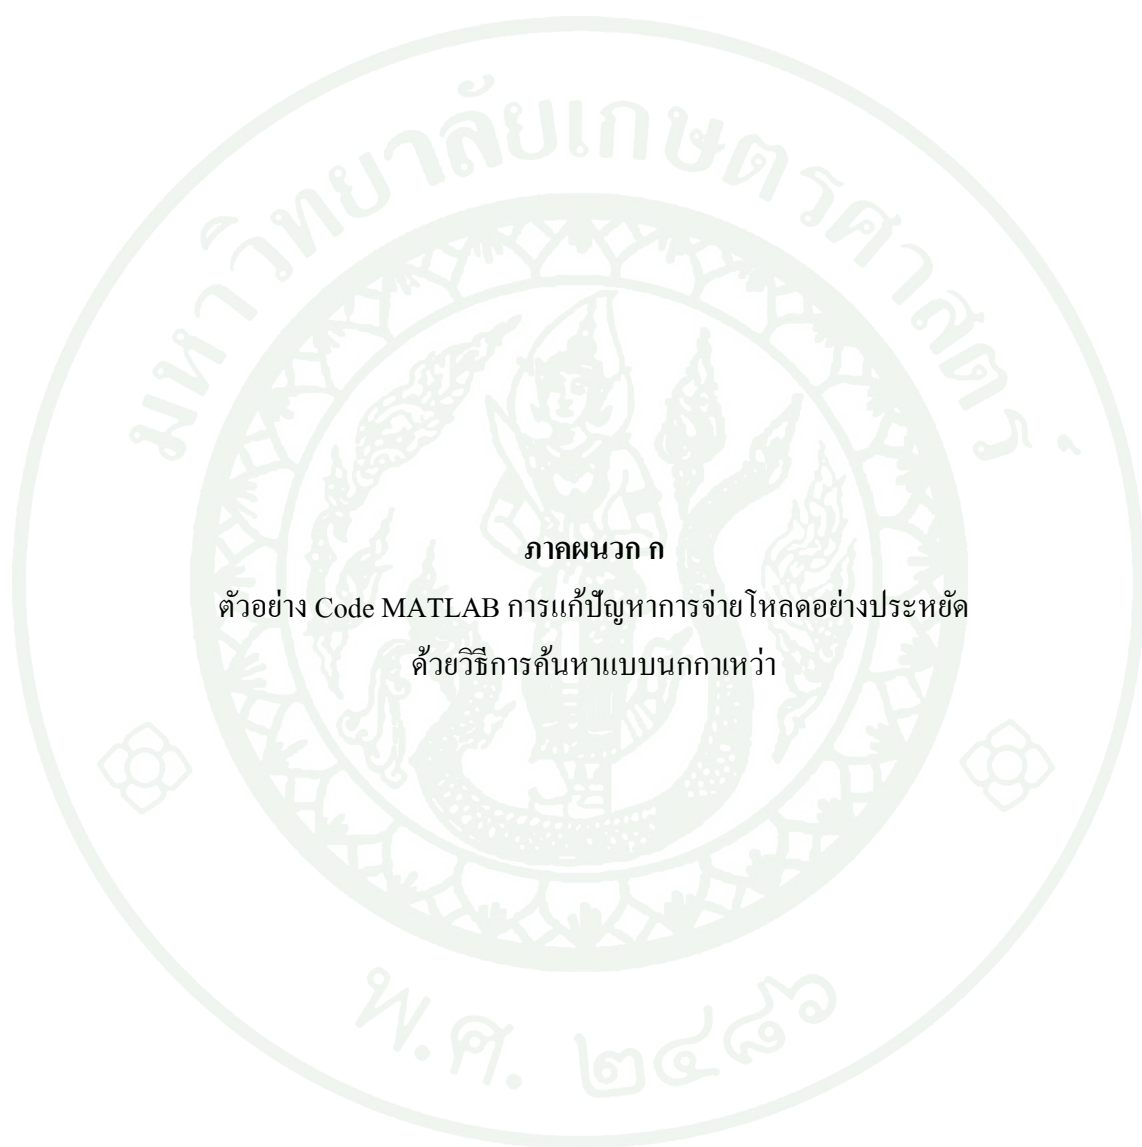 มหาวิทยาลัยเกษตรศาสตร์
ภาคผนวก ก
ตัวอย่าง Code MATLAB การแก้ปัญหาการจ่ายโหลดอย่างประหยัด
ด้วยวิธีการค้นหาแบบนกกาเหว่า
พ.ศ. ๒๔๘๖